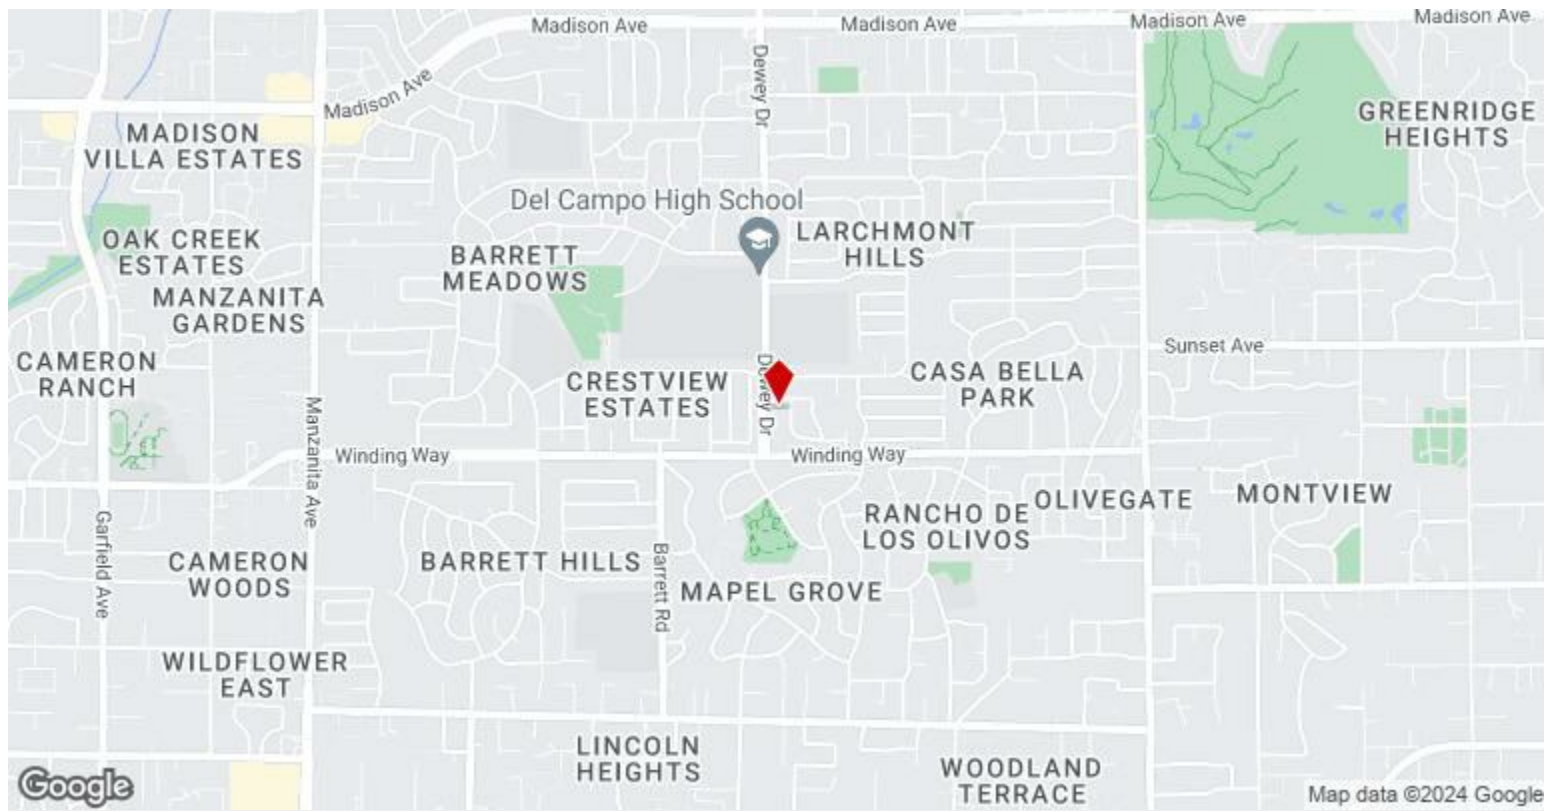 Madison Ave
Madison Ave
Madison Ave
Madison Ave
Madison Ave
Dewey Dr
MADISON
VILLA ESTATES
GREENRIDGE
HEIGHTS
Del Campo High School
OAK CREEK
ESTATES
BARRETT
MEADOWS
LARCHMONT
HILLS
MANZANITA
GARDENS
CAMERON
RANCH
Sunset Ave
CRESTVIEW
ESTATES
Dewey Dr
CASA BELLA
PARK
Manzanita Ave
Winding Way
Winding Way
Garfield Ave
RANCHO DE
LOS OLIVOS
OLIVEGATE
MONTVIEW
CAMERON
WOODS
BARRETT HILLS
Barrett Rd
MAPEL GROVE
WILDFLOWER
EAST
LINCOLN
HEIGHTS
WOODLAND
TERRACE
Google
Map data ©2024 Google